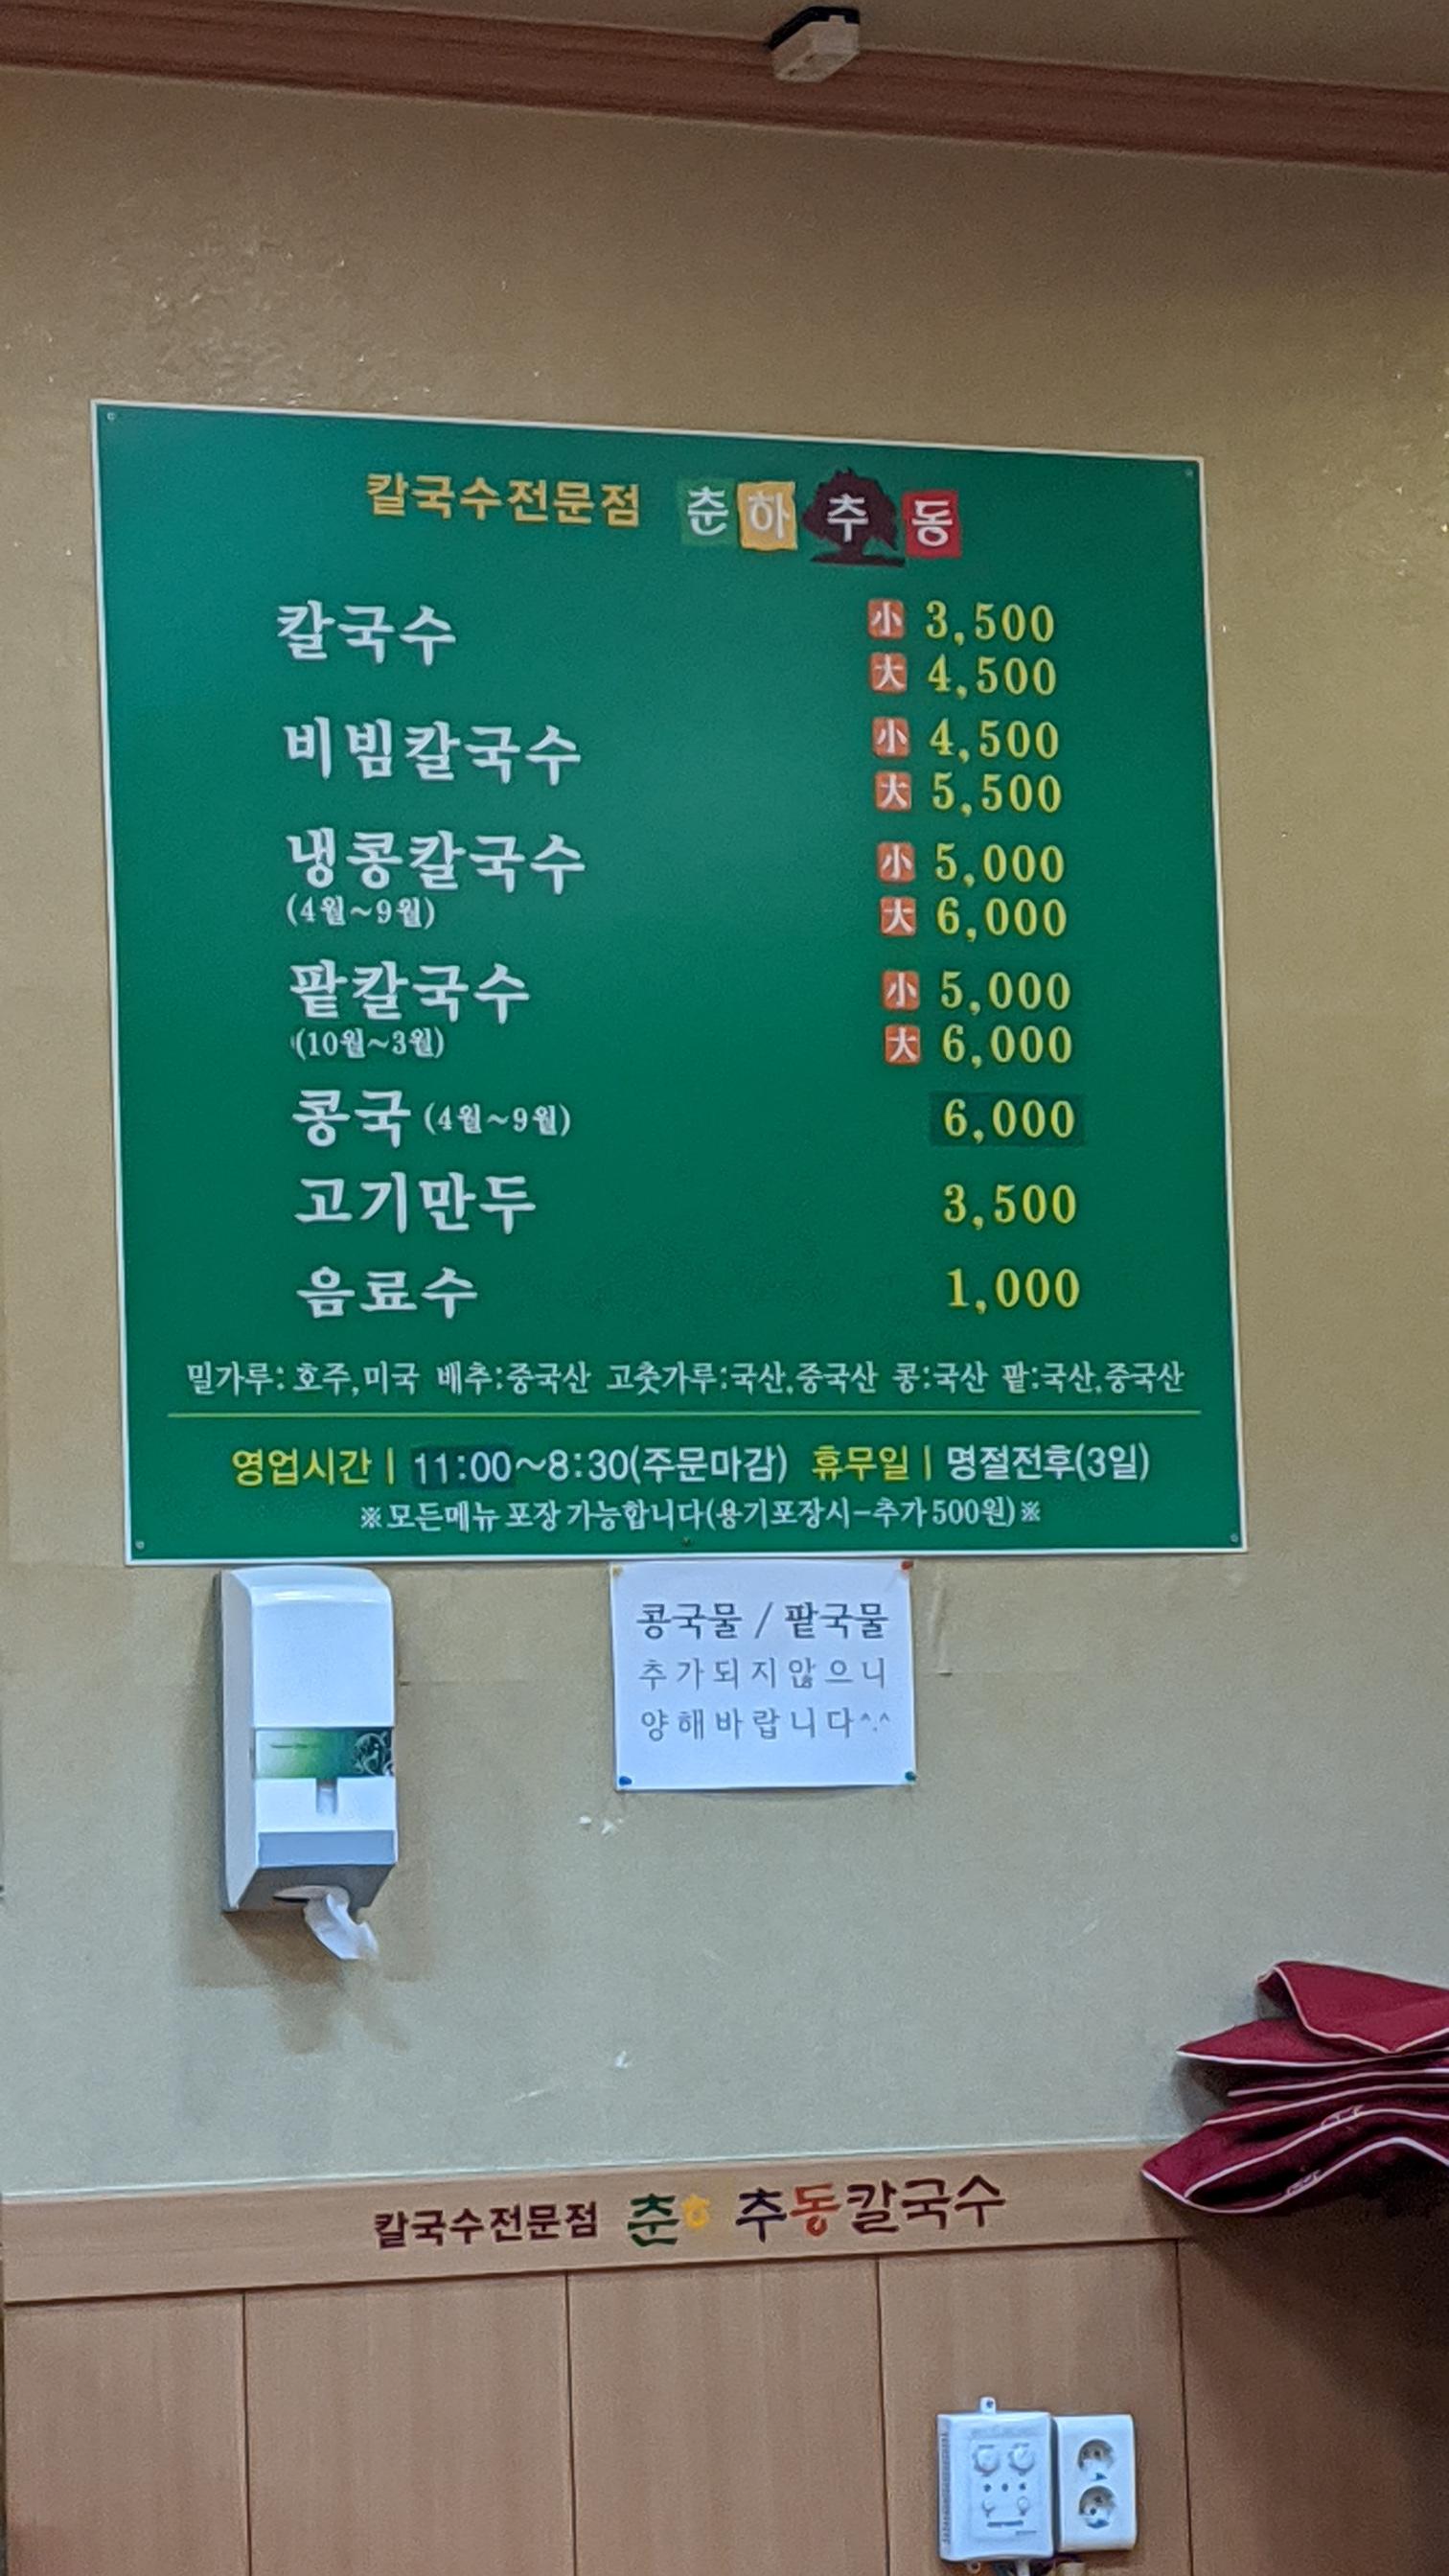 칼국수전문점 춘하추동
칼국수 小 3,500
大 4,500
비빔칼국수 小 4,500
大 5,500
냉콩칼국수 小 5,000
(4월~9월) 大 6,000
팥칼국수 小 5,000
(10월~3월) 大 6,000
콩국 (4월~9월) 6,000
고기만두 3,500
음료수 1,000
밀가루:호주,미국 배추:중국산 고춧가루:국산,중국산 콩:국산 팥:국산,중국산
영업시간 | 11:00~8:30(주문마감) 휴무일 | 명절전후(3일)
※모든메뉴 포장 가능합니다(용기포장시-추가500원)※
콩국물 / 팥국물
추가되지않으니
양해바랍니다^.^
칼국수전문점 춘ㅎ 추동칼국수